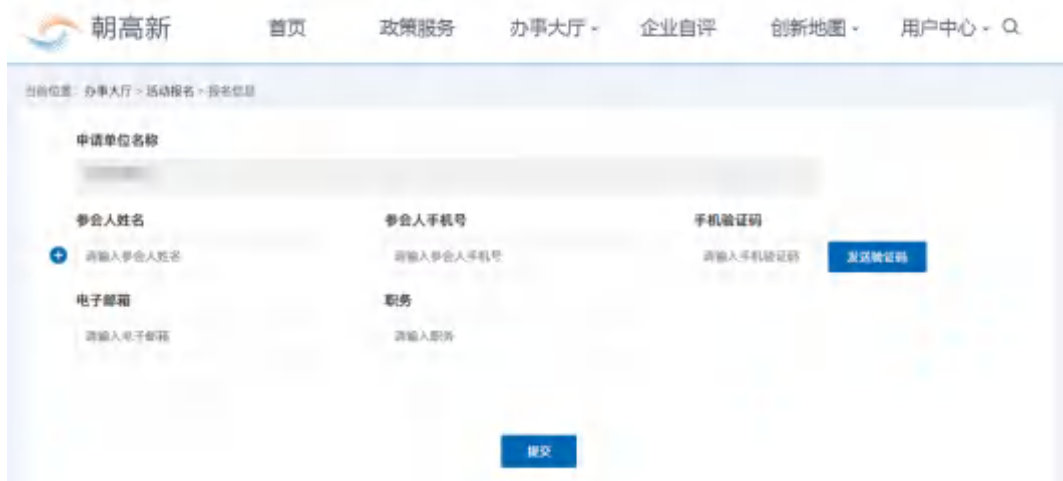 朝高新 首页 政策服务 办事大厅 企业自评 创新地图 用户中心
当前位置: 办事大厅 > 活动报名 > 报名信息
申请单位名称
参会人姓名 参会人手机号 手机验证码
请输入参会人姓名 请输入参会人手机号 请输入手机验证码 发送验证码
电子邮箱 职务
请输入电子邮箱 请输入职务
提交